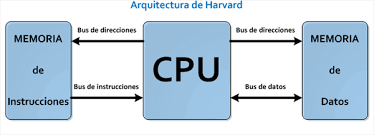 Arquitectura de Harvard
MEMORIA
de
Instrucciones
Bus de direcciones
Bus de instrucciones
CPU
Bus de direcciones
Bus de datos
MEMORIA
de
Datos